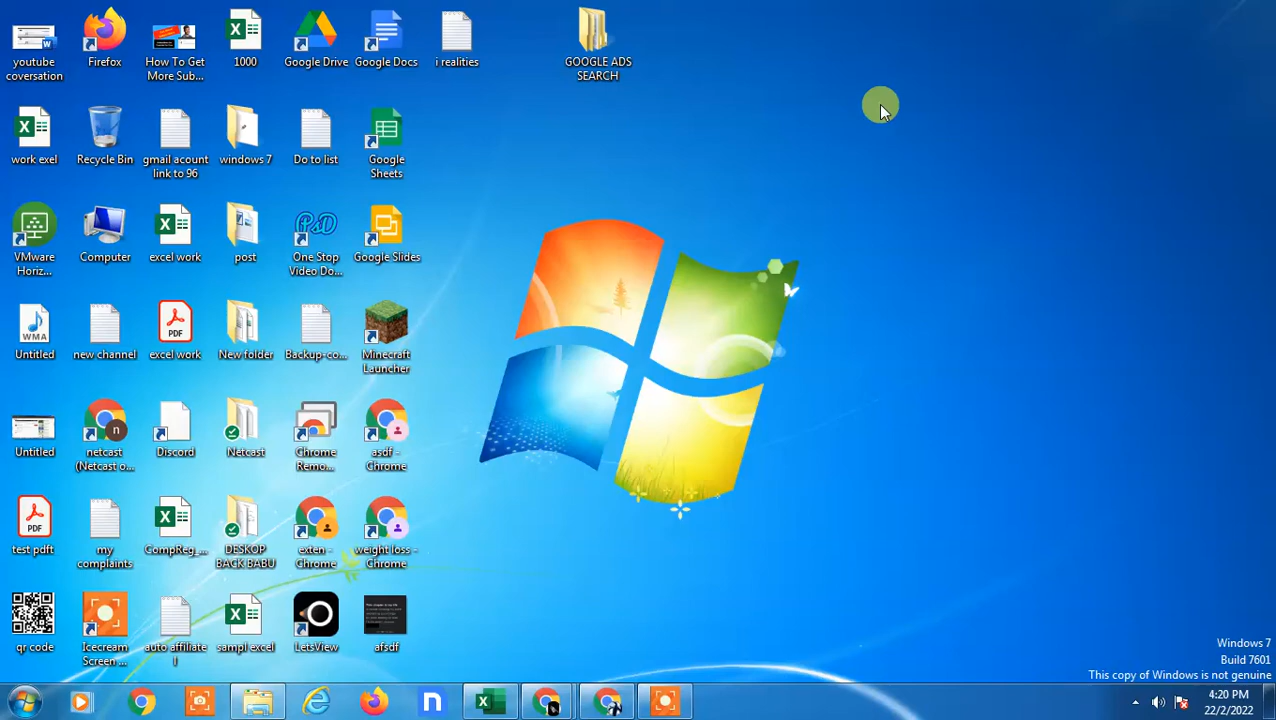 youtube
coversation
Firefox
How To Get
More Sub...
1000
Google Drive
Google Docs
i realities
GOOGLE ADS
SEARCH
work exel
Recycle Bin
gmail acount
link to 96
windows 7
Do to list
Google
Sheets
VMware
Horiz...
Computer
excel work
post
One Stop
Video Do...
Google Slides
Untitled
new channel
PDF
excel work
New folder
Backup-co...
Minecraft
Launcher
Untitled
netcast
(Netcast o...
Discord
Netcast
Chrome
Remo...
asdf -
Chrome
PDF
test pdft
my
complaints
CompReg_...
DESKOP
BACK BABU
exten -
Chrome
weight loss -
Chrome
qr code
Icecream
Screen ...
auto affiliate
l
sampl excel
LetsView
afsdf
Windows 7
Build 7601
This copy of Windows is not genuine
4:20 PM
22/2/2022